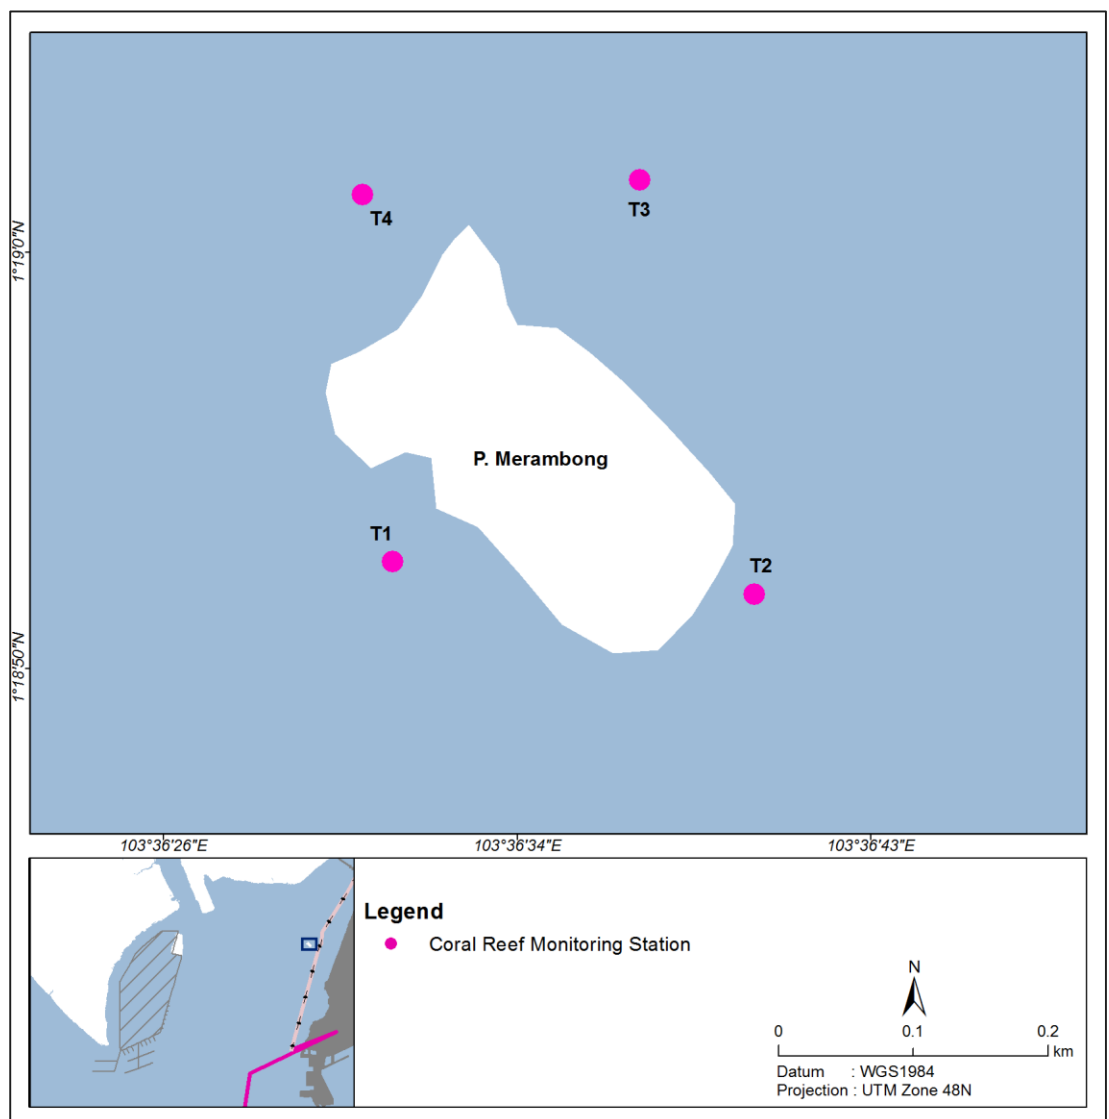 T4
T3
1°19'0"N
P. Merambong
T1
T2
1°18'50"N
103°36'26"E
103°36'34"E
103°36'43"E
Legend
Coral Reef Monitoring Station
N
0 0.1 0.2
km
Datum : WGS1984
Projection : UTM Zone 48N